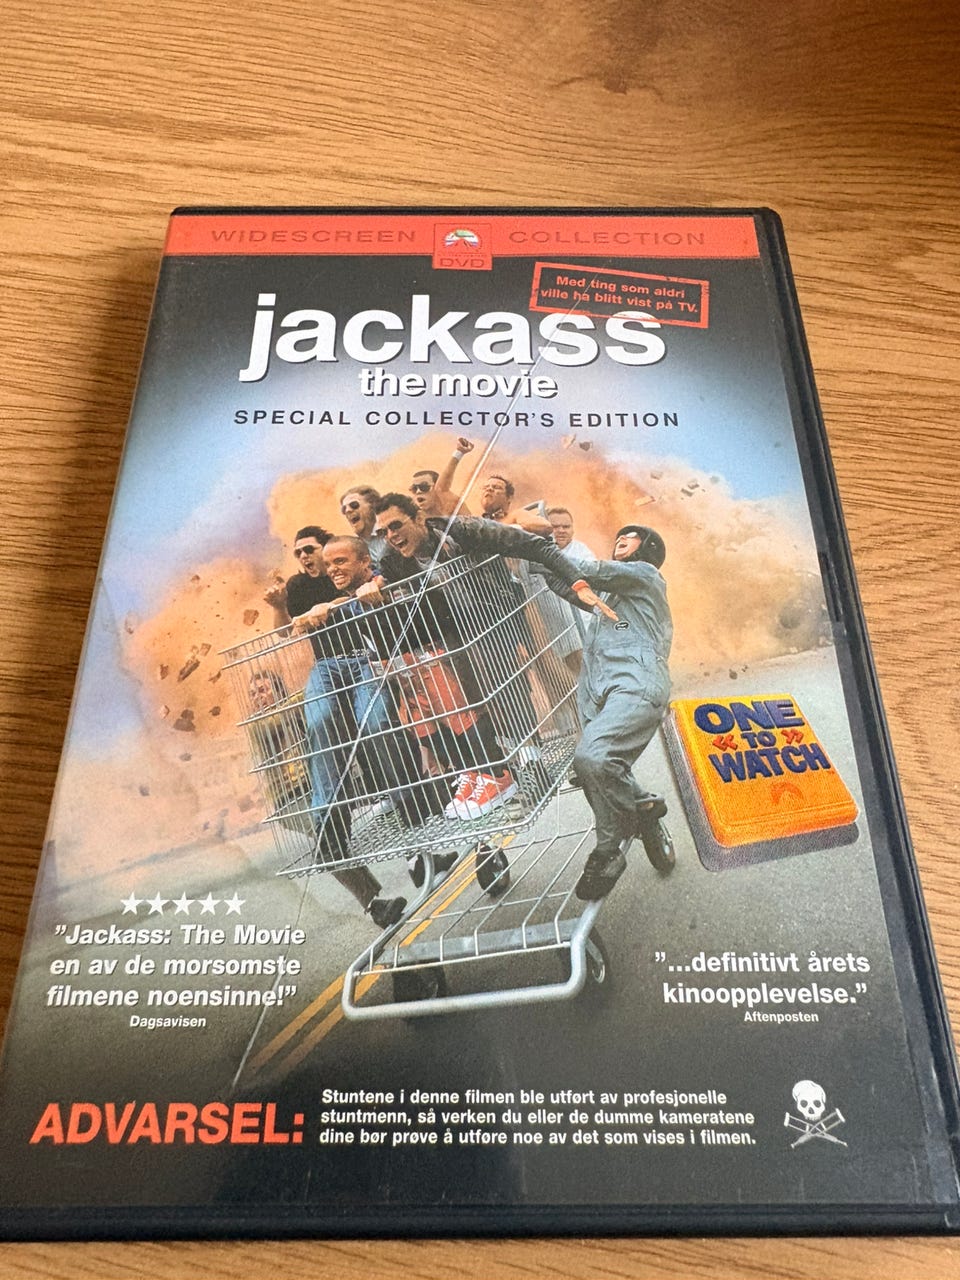 WIDESCREEN DVD COLLECTION
Med ting som aldri
ville ha blitt vist på TV.
jackass
the movie
SPECIAL COLLECTOR'S EDITION
ONE
« TO »
WATCH
"Jackass: The Movie
en av de morsomste
filmene noensinne!"
Dagsavisen
"...definitivt årets
kinoopplevelse."
Aftenposten
ADVARSEL:
Stuntene i denne filmen ble utført av profesjonelle
stuntmenn, så verken du eller de dumme kameratene
dine bør prøve å utføre noe av det som vises i filmen.